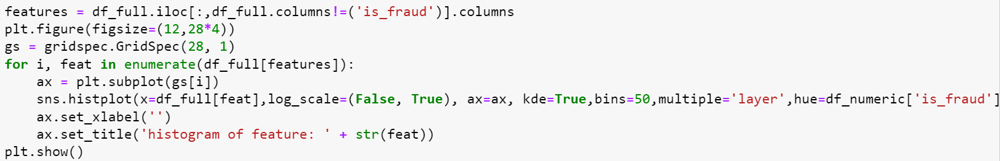 features = df_full.iloc[:,df_full.columns!=('is_fraud')].columns
plt.figure(figsize=(12,28*4))
gs = gridspec.GridSpec(28, 1)
for i, feat in enumerate(df_full[features]):
    ax = plt.subplot(gs[i])
    sns.histplot(x=df_full[feat],log_scale=(False, True), ax=ax, kde=True,bins=50,multiple='layer',hue=df_numeric['is_fraud']
    ax.set_xlabel('')
    ax.set_title('histogram of feature: ' + str(feat))
plt.show()